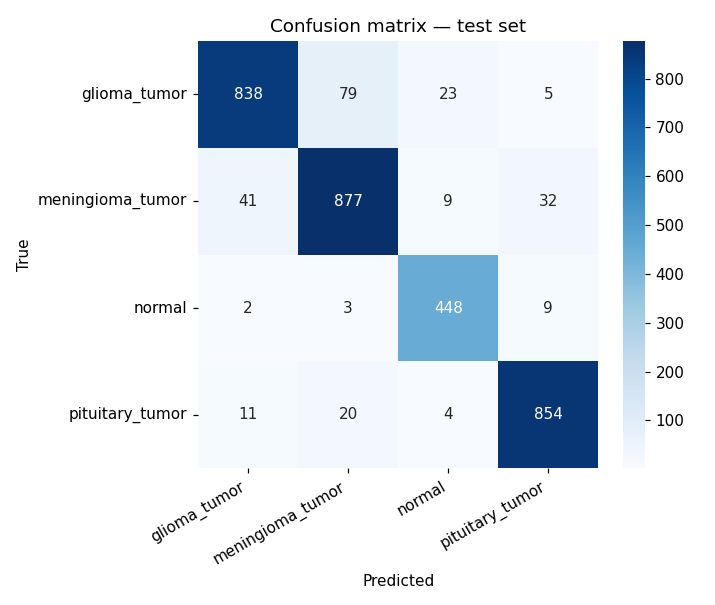 Confusion matrix — test set
glioma_tumor 838 79 23 5
meningioma_tumor 41 877 9 32
normal 2 3 448 9
pituitary_tumor 11 20 4 854
True
glioma_tumor meningioma_tumor normal pituitary_tumor
Predicted
800
700
600
500
400
300
200
100